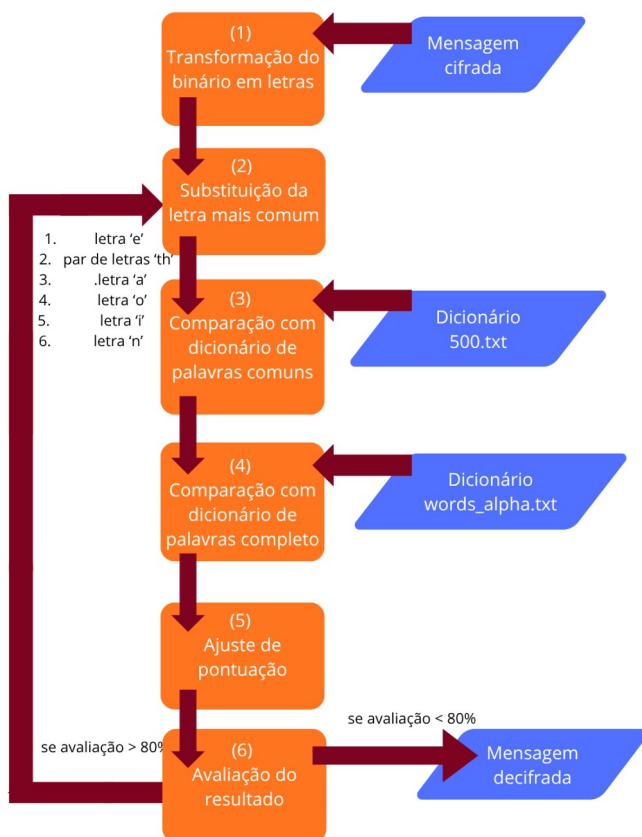 (1)
Transformação do
binário em letras
Mensagem
cifrada
(2)
Substituição da
letra mais comum
1. letra ‘e’
2. par de letras ‘th’
3. .letra ‘a’
4. letra ‘o’
5. letra ‘i’
6. letra ‘n’
(3)
Comparação com
dicionário de
palavras comuns
Dicionário
500.txt
(4)
Comparação com
dicionário de
palavras completo
Dicionário
words_alpha.txt
(5)
Ajuste de
pontuação
se avaliação > 80%
se avaliação < 80%
(6)
Avaliação do
resultado
Mensagem
decifrada